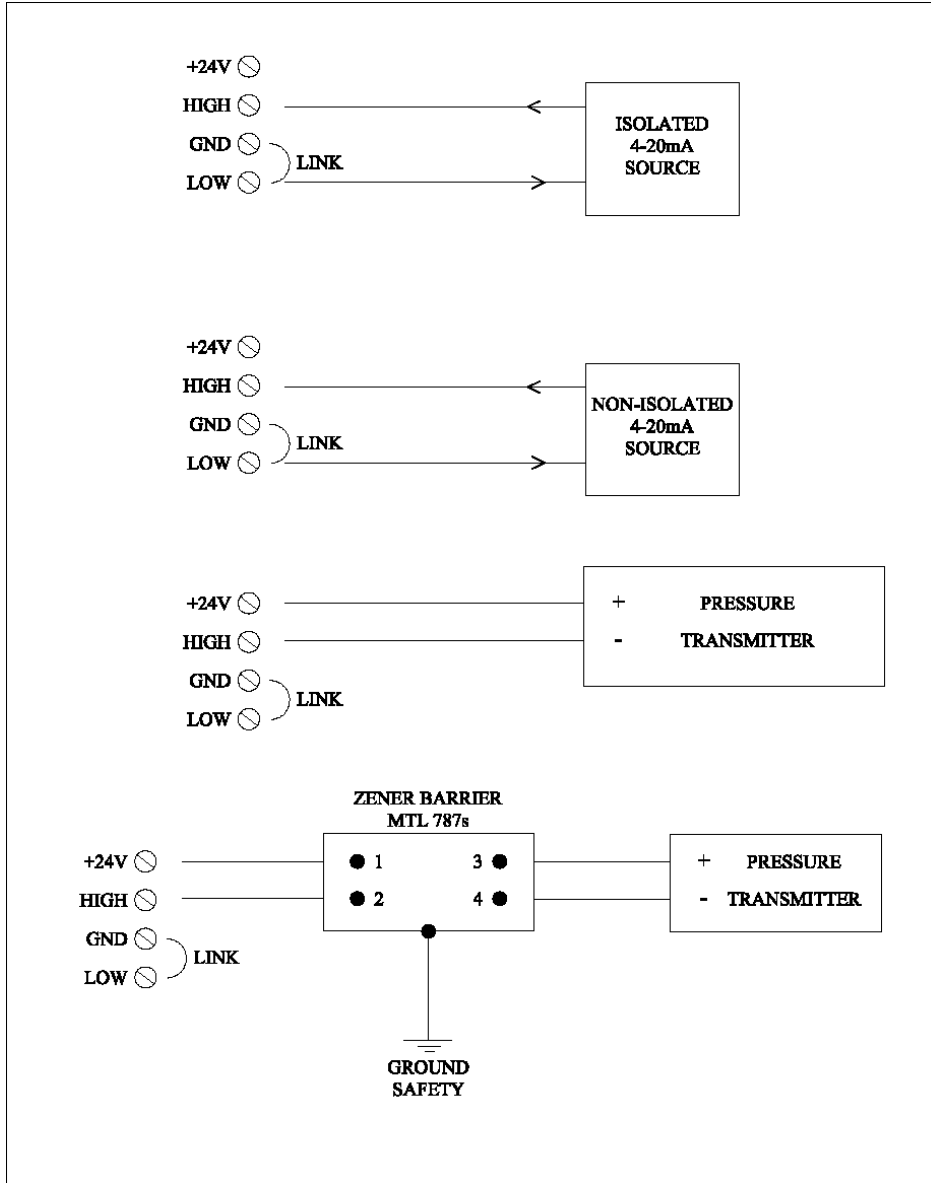 +24V
HIGH
GND
LINK
LOW
ISOLATED
4-20mA
SOURCE
+24V
HIGH
GND
LINK
LOW
NON-ISOLATED
4-20mA
SOURCE
+24V
HIGH
GND
LINK
LOW
+ PRESSURE
- TRANSMITTER
ZENER BARRIER
MTL 787s
+24V
HIGH
GND
LINK
LOW
1 3
2 4
+ PRESSURE
- TRANSMITTER
GROUND
SAFETY